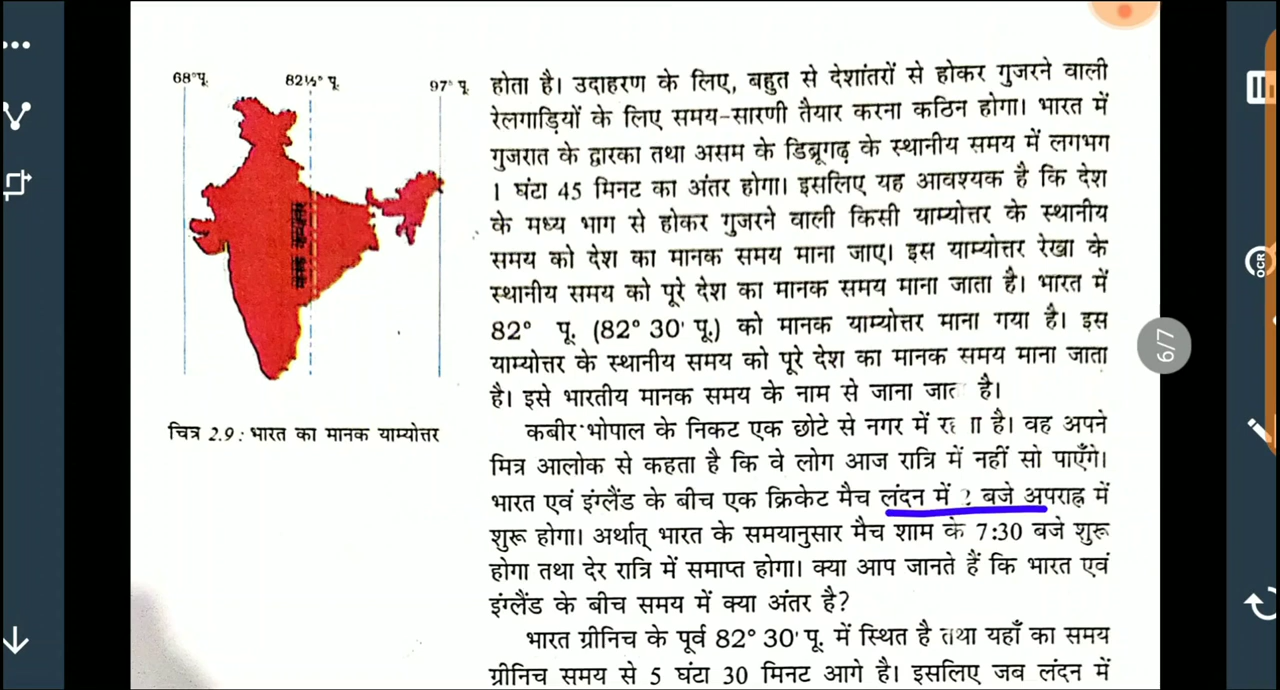 68°पू.
82½° पू.
97° पू.
मानक याम्योत्तर
चित्र 2.9 : भारत का मानक याम्योत्तर
होता है। उदाहरण के लिए, बहुत से देशांतरों से होकर गुजरने वाली
रेलगाड़ियों के लिए समय-सारणी तैयार करना कठिन होगा। भारत में
गुजरात के द्वारका तथा असम के डिब्रूगढ़ के स्थानीय समय में लगभग
1 घंटा 45 मिनट का अंतर होगा। इसलिए यह आवश्यक है कि देश
के मध्य भाग से होकर गुजरने वाली किसी याम्योत्तर के स्थानीय
समय को देश का मानक समय माना जाए। इस याम्योत्तर रेखा के
स्थानीय समय को पूरे देश का मानक समय माना जाता है। भारत में
82° पू. (82° 30' पू.) को मानक याम्योत्तर माना गया है। इस
याम्योत्तर के स्थानीय समय को पूरे देश का मानक समय माना जाता
है। इसे भारतीय मानक समय के नाम से जाना जात है।
कबीर भोपाल के निकट एक छोटे से नगर में है। वह अपने
मित्र आलोक से कहता है कि वे लोग आज रात्रि में नहीं सो पाएँगे।
भारत एवं इंग्लैंड के बीच एक क्रिकेट मैच लंदन में 2 बजे अपराह्न में
शुरू होगा। अर्थात् भारत के समयानुसार मैच शाम के 7:30 बजे शुरू
होगा तथा देर रात्रि में समाप्त होगा। क्या आप जानते हैं कि भारत एवं
इंग्लैंड के बीच समय में क्या अंतर है?
भारत ग्रीनिच के पूर्व 82° 30' पू. में स्थित है तथा यहाँ का समय
ग्रीनिच समय से 5 घंटा 30 मिनट आगे है। इसलिए जब लंदन में
6/7
OCR